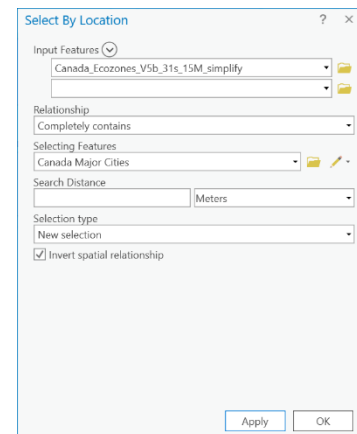 Select By Location ? ×
Input Features
Canada_Ecozones_V5b_31s_15M_simplify
Relationship
Completely contains
Selecting Features
Canada Major Cities
Search Distance
Meters
Selection type
New selection
Invert spatial relationship
Apply OK